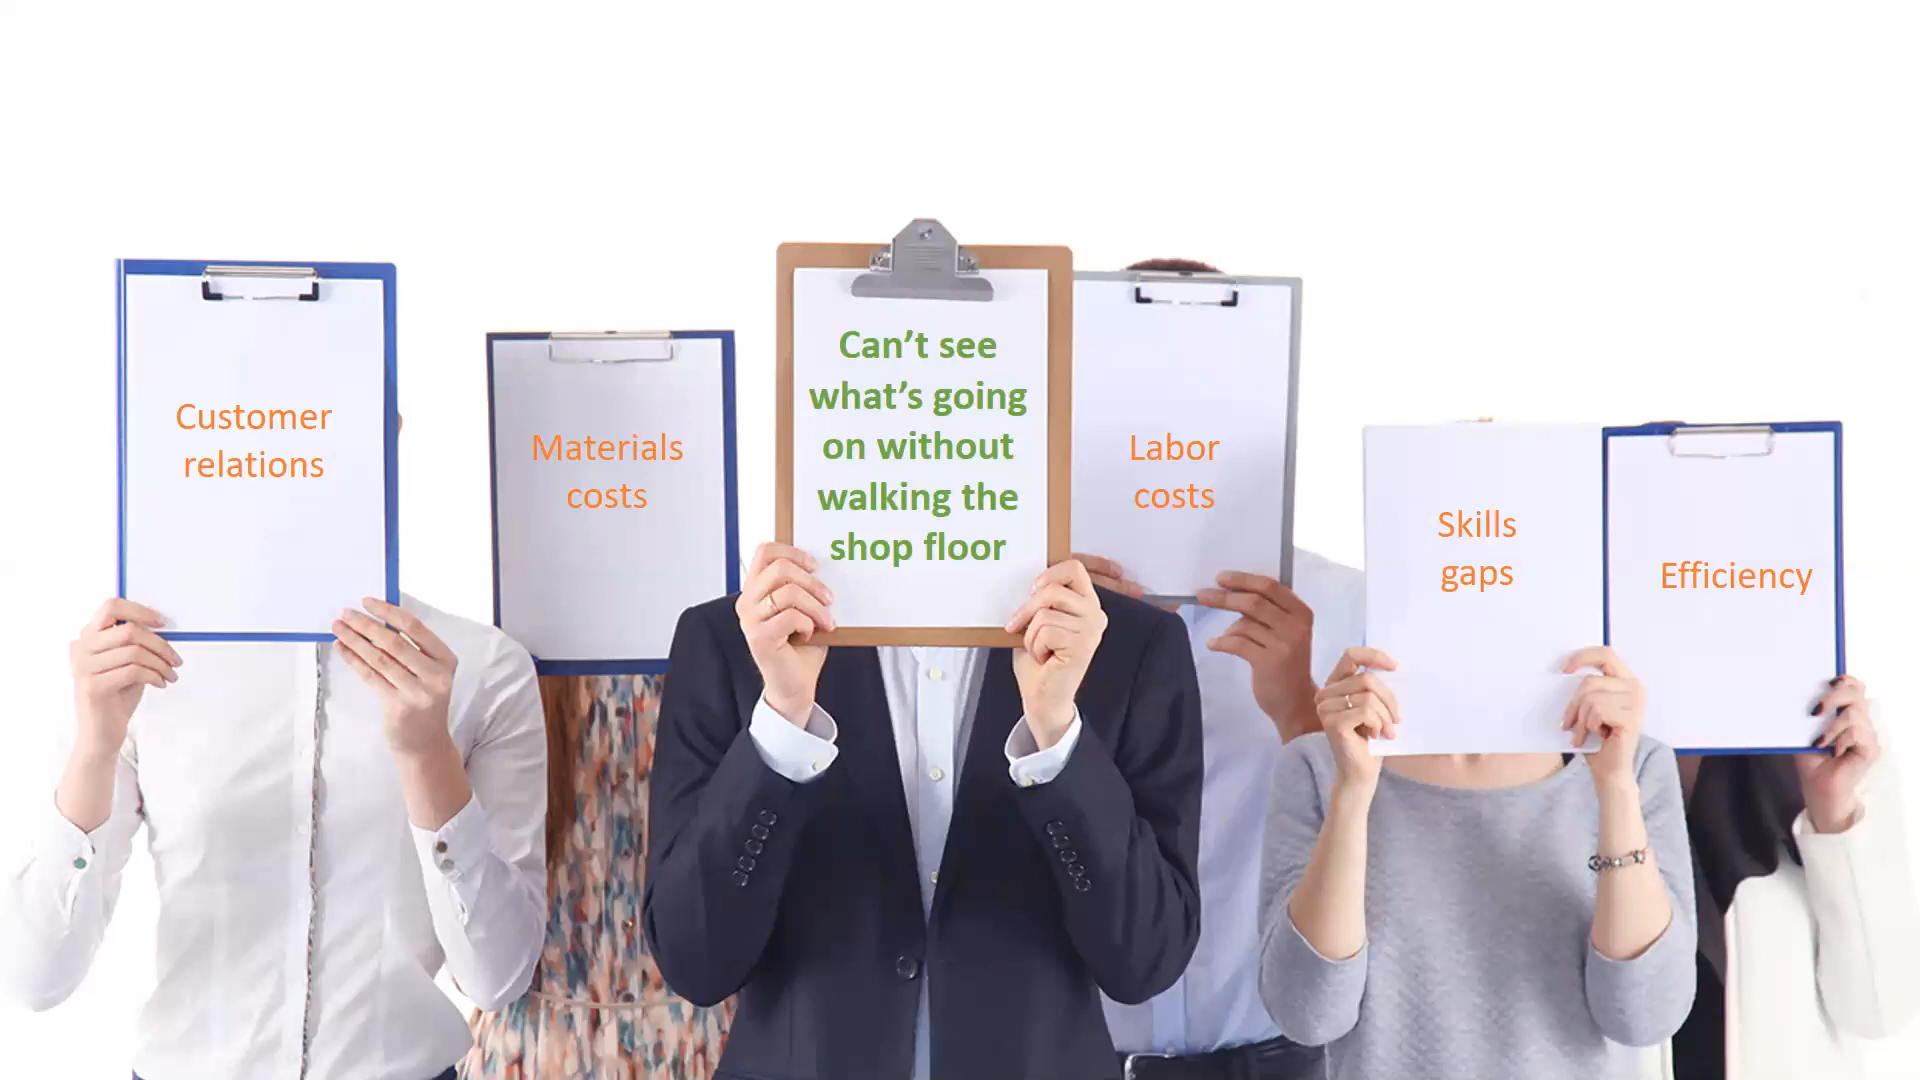 Customer
relations
Materials
costs
Can’t see
what’s going
on without
walking the
shop floor
Labor
costs
Skills
gaps
Efficiency